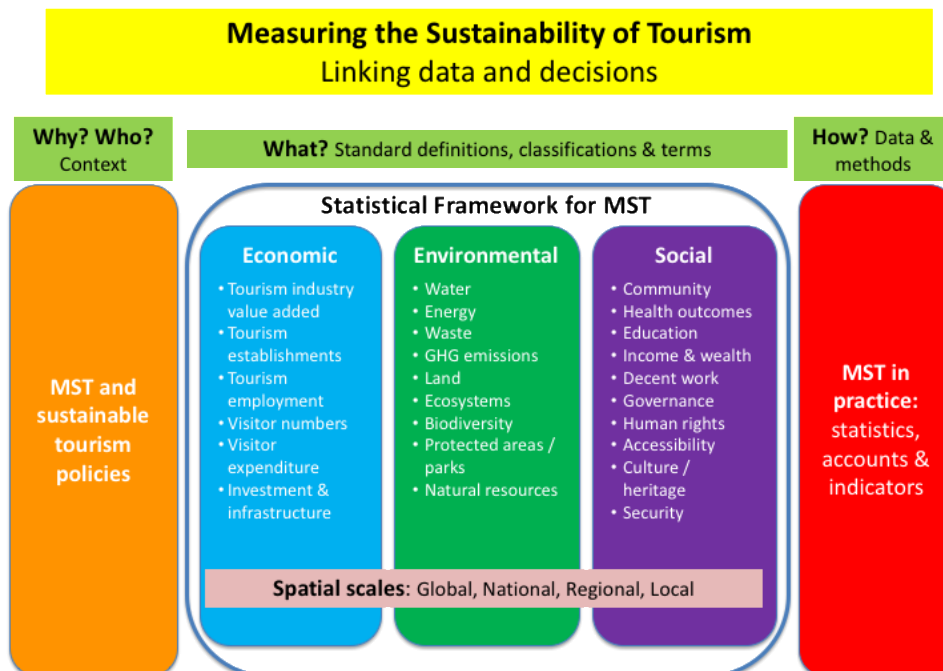 Measuring the Sustainability of Tourism
Linking data and decisions
Why? Who?
Context
What? Standard definitions, classifications & terms
How? Data &
methods
MST and
sustainable
tourism
policies
Statistical Framework for MST
Economic
• Tourism industry
value added
• Tourism
establishments
• Tourism
employment
• Visitor numbers
• Visitor
expenditure
• Investment &
infrastructure
Environmental
• Water
• Energy
• Waste
• GHG emissions
• Land
• Ecosystems
• Biodiversity
• Protected areas /
parks
• Natural resources
Social
• Community
• Health outcomes
• Education
• Income & wealth
• Decent work
• Governance
• Human rights
• Accessibility
• Culture /
heritage
• Security
Spatial scales: Global, National, Regional, Local
MST in
practice:
statistics,
accounts &
indicators